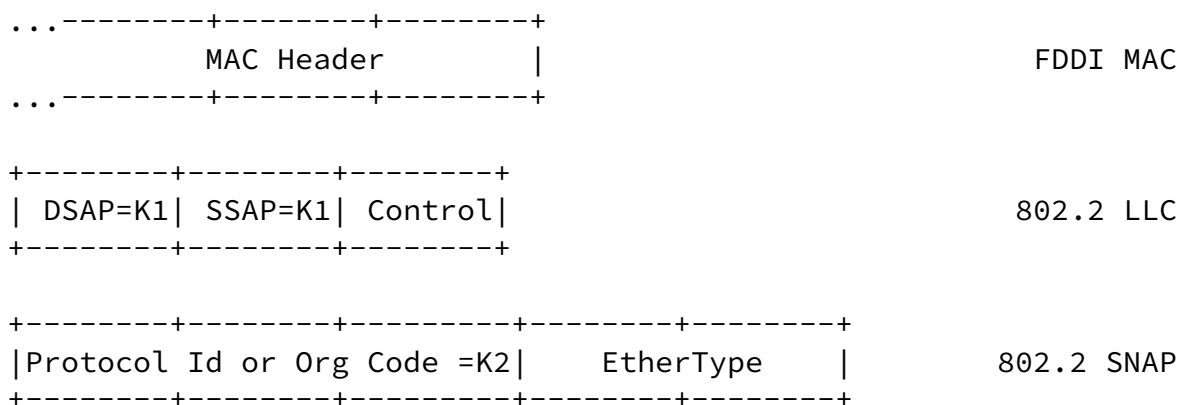 ...--------+--------+--------+
MAC Header | FDDI MAC
...--------+--------+--------+
+--------+--------+--------+
| DSAP=K1| SSAP=K1| Control| 802.2 LLC
+--------+--------+--------+
+--------+--------+---------+--------+--------+
|Protocol Id or Org Code =K2| EtherType | 802.2 SNAP
+--------+--------+---------+--------+--------+